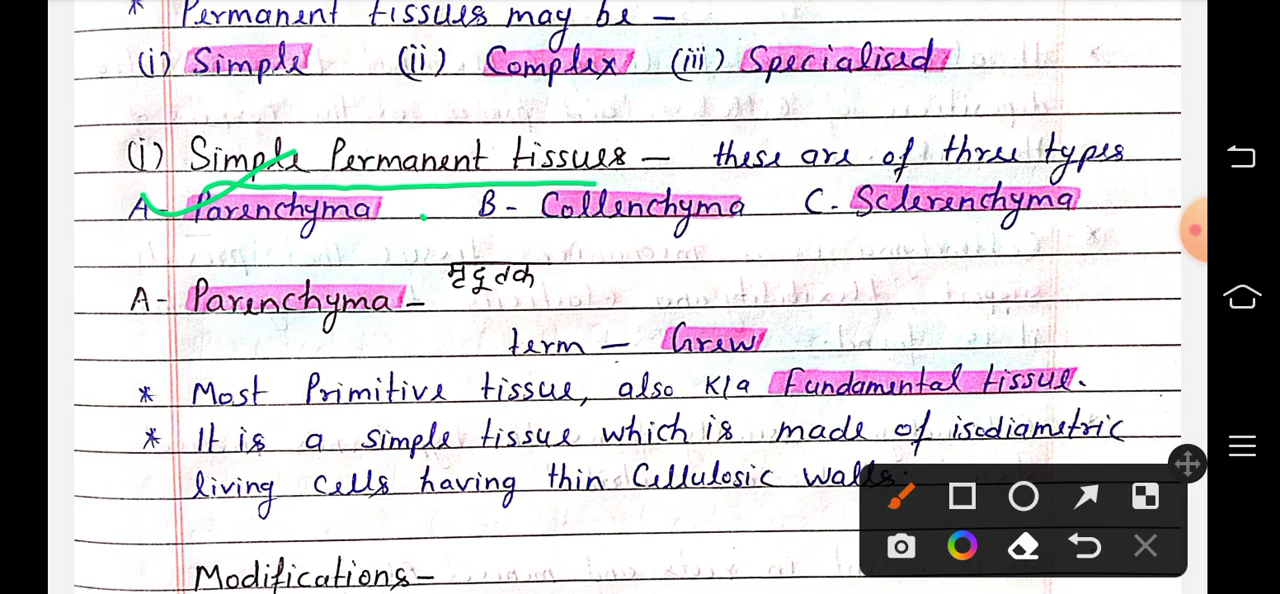 * Permanent tissues may be –
(i) Simple (ii) Complex (iii) Specialised
(i) Simple Permanent tissues – these are of three types
A- Parenchyma . B- Collenchyma C. Sclerenchyma
A- Parenchyma – मृदूतक
term – Grew
* Most Primitive tissue, also K/a Fundamental tissue.
* It is a simple tissue which is made of isodiametric
living cells having thin Cellulosic walls.
Modifications–